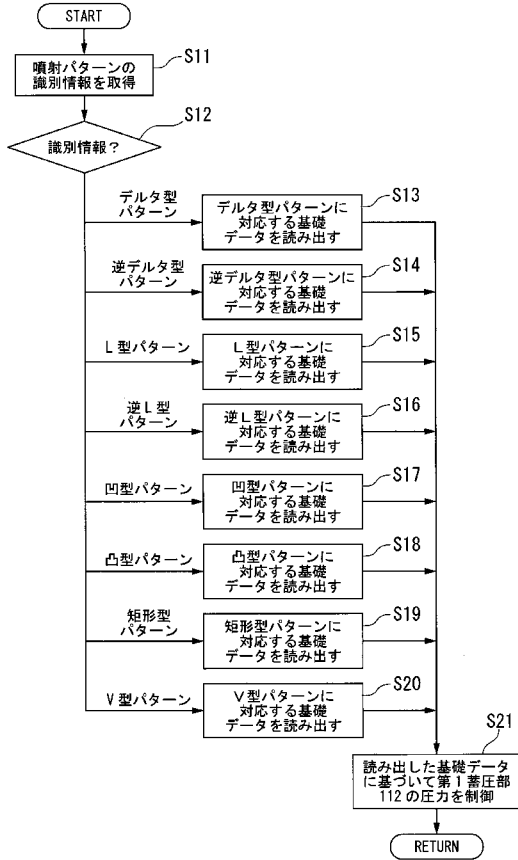 START
S11
噴射パターンの
識別情報を取得
S12
識別情報？
デルタ型
パターン
S13
デルタ型パターンに
対応する基礎
データを読み出す
逆デルタ型
パターン
S14
逆デルタ型パターンに
対応する基礎
データを読み出す
L型パターン
S15
L型パターンに
対応する基礎
データを読み出す
逆L型
パターン
S16
逆L型パターンに
対応する基礎
データを読み出す
凹型パターン
S17
凹型パターンに
対応する基礎
データを読み出す
凸型パターン
S18
凸型パターンに
対応する基礎
データを読み出す
矩形型
パターン
S19
矩形型パターンに
対応する基礎
データを読み出す
V型パターン
S20
V型パターンに
対応する基礎
データを読み出す
S21
読み出した基礎データ
に基づいて第1蓄圧部
112の圧力を制御
RETURN